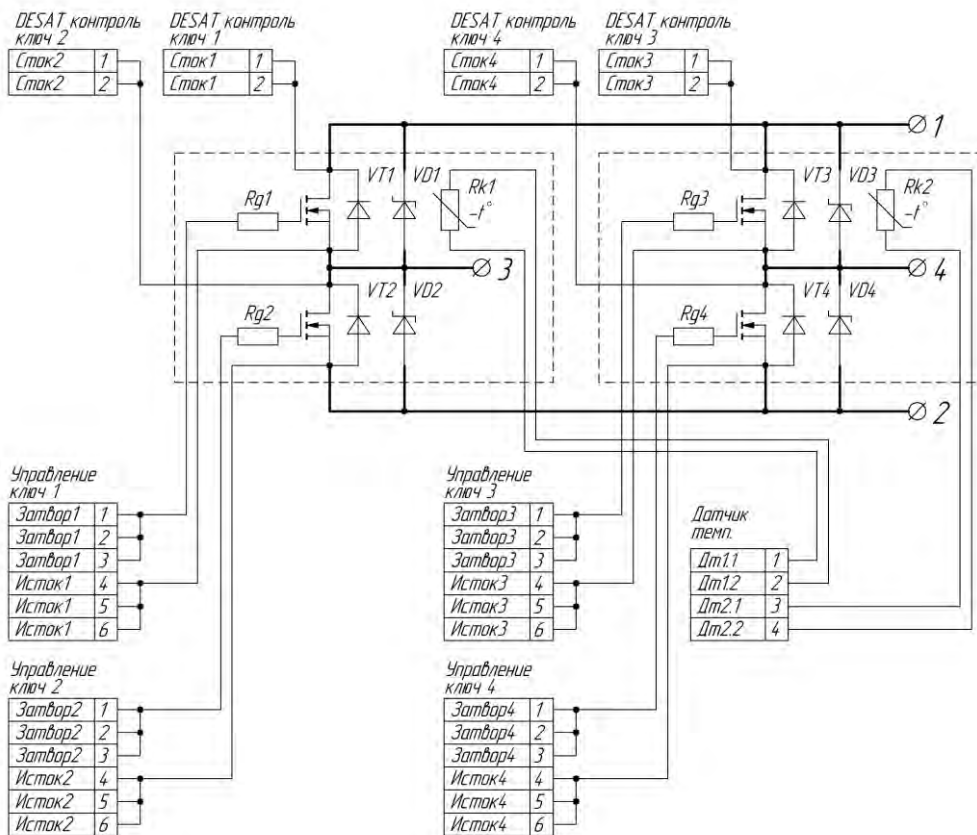 DESAT контроль
ключ 2
Сток2 1
Сток2 2
DESAT контроль
ключ 1
Сток1 1
Сток1 2
DESAT контроль
ключ 4
Сток4 1
Сток4 2
DESAT контроль
ключ 3
Сток3 1
Сток3 2
1
VT1 VD1
Rk1
-t°
Rg1
VT3 VD3
Rk2
-t°
Rg3
3
4
VT2 VD2
Rg2
VT4 VD4
Rg4
2
Управление
ключ 1
Затвор1 1
Затвор1 2
Затвор1 3
Исток1 4
Исток1 5
Исток1 6
Управление
ключ 3
Затвор3 1
Затвор3 2
Затвор3 3
Исток3 4
Исток3 5
Исток3 6
Датчик
темп.
Дт1.1 1
Дт1.2 2
Дт2.1 3
Дт2.2 4
Управление
ключ 2
Затвор2 1
Затвор2 2
Затвор2 3
Исток2 4
Исток2 5
Исток2 6
Управление
ключ 4
Затвор4 1
Затвор4 2
Затвор4 3
Исток4 4
Исток4 5
Исток4 6